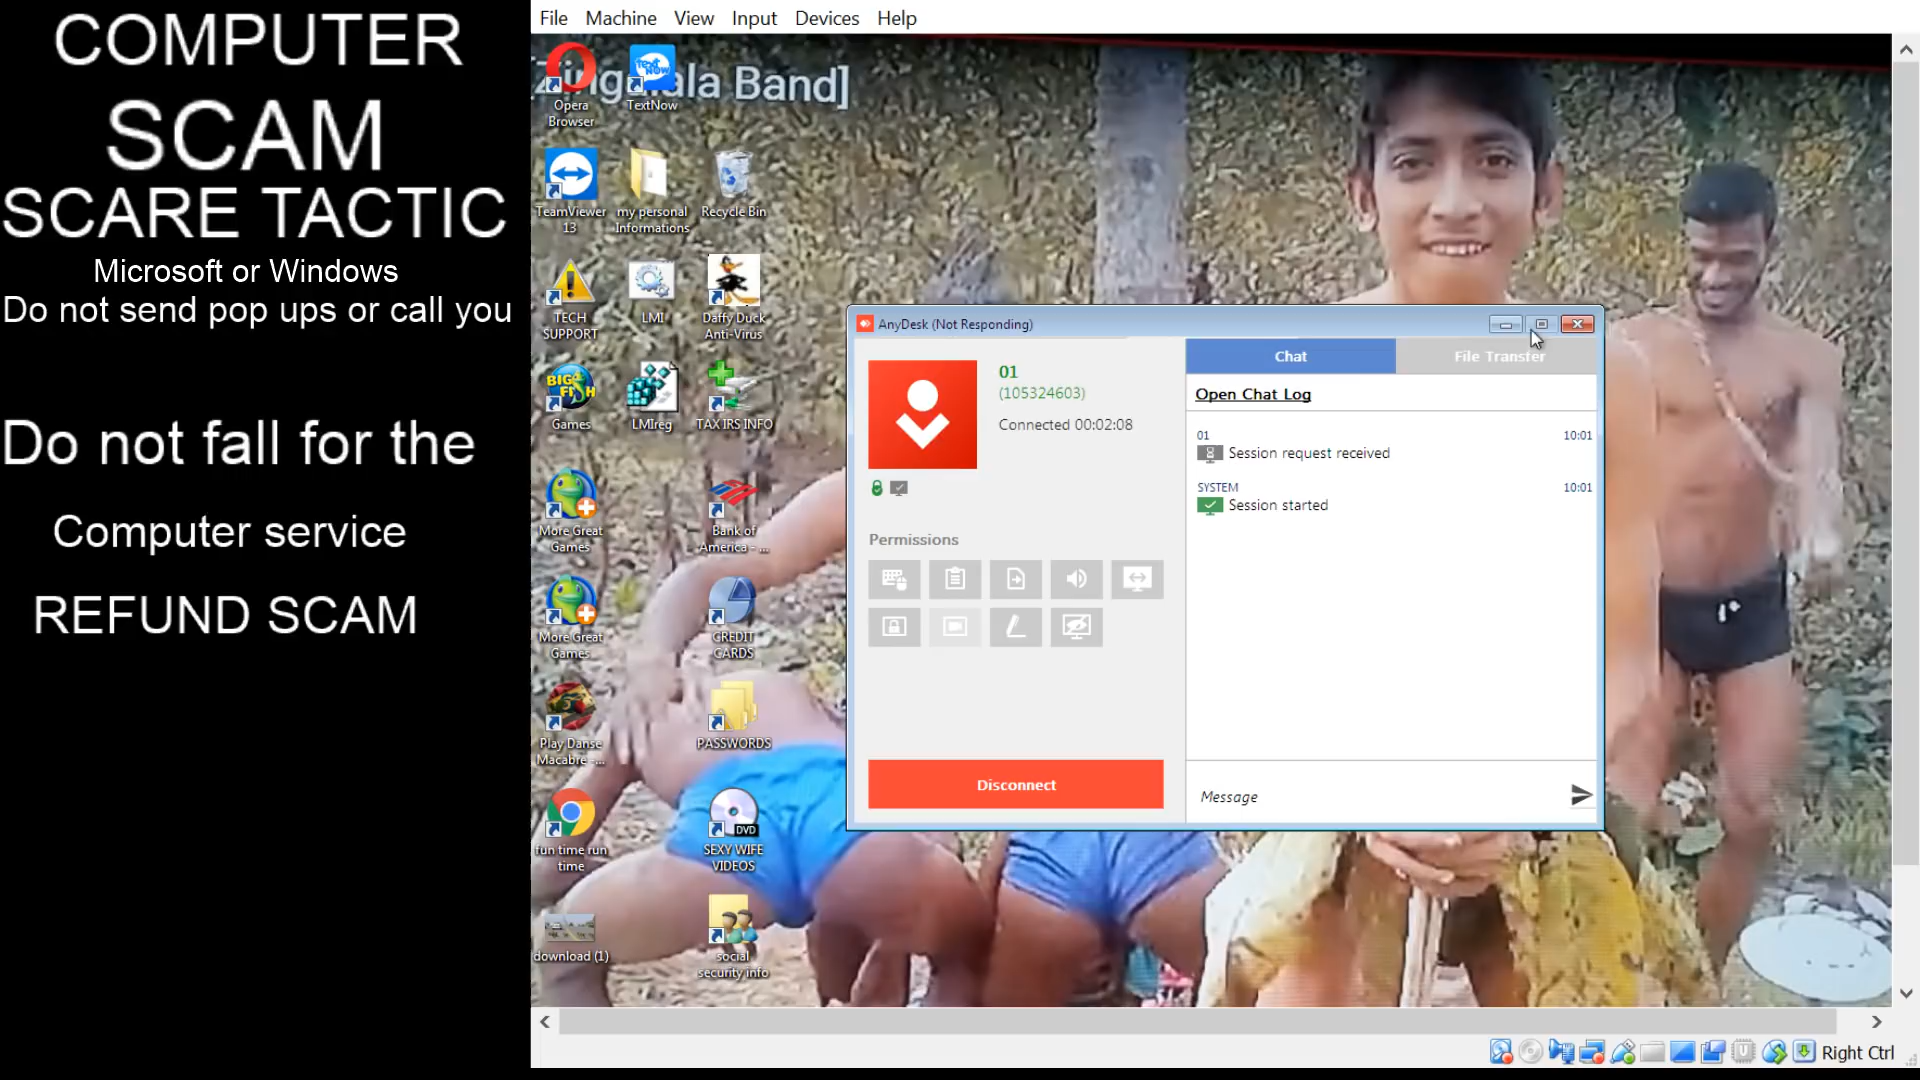 COMPUTER
SCAM
SCARE TACTIC
Microsoft or Windows
Do not send pop ups or call you
Do not fall for the
Computer service
REFUND SCAM
File Machine View Input Devices Help
Band]
Opera
Browser
TextNow
TeamViewer
13
my personal
Informations
Recycle Bin
TECH
SUPPORT
LMI
Daffy Duck
Anti-Virus
BIG FISH
Games
LMIreg
TAX IRS INFO
More Great
Games
Bank of
America - ...
More Great
Games
CREDIT
CARDS
Play Danse
Macabre -...
PASSWORDS
fun time run
time
DVD
SEXY WIFE
VIDEOS
download (1)
social
security info
AnyDesk (Not Responding)
01
(105324603)
Connected 00:02:08
Permissions
Disconnect
Chat
File Transfer
Open Chat Log
01 10:01
Session request received
SYSTEM 10:01
Session started
Message
Right Ctrl